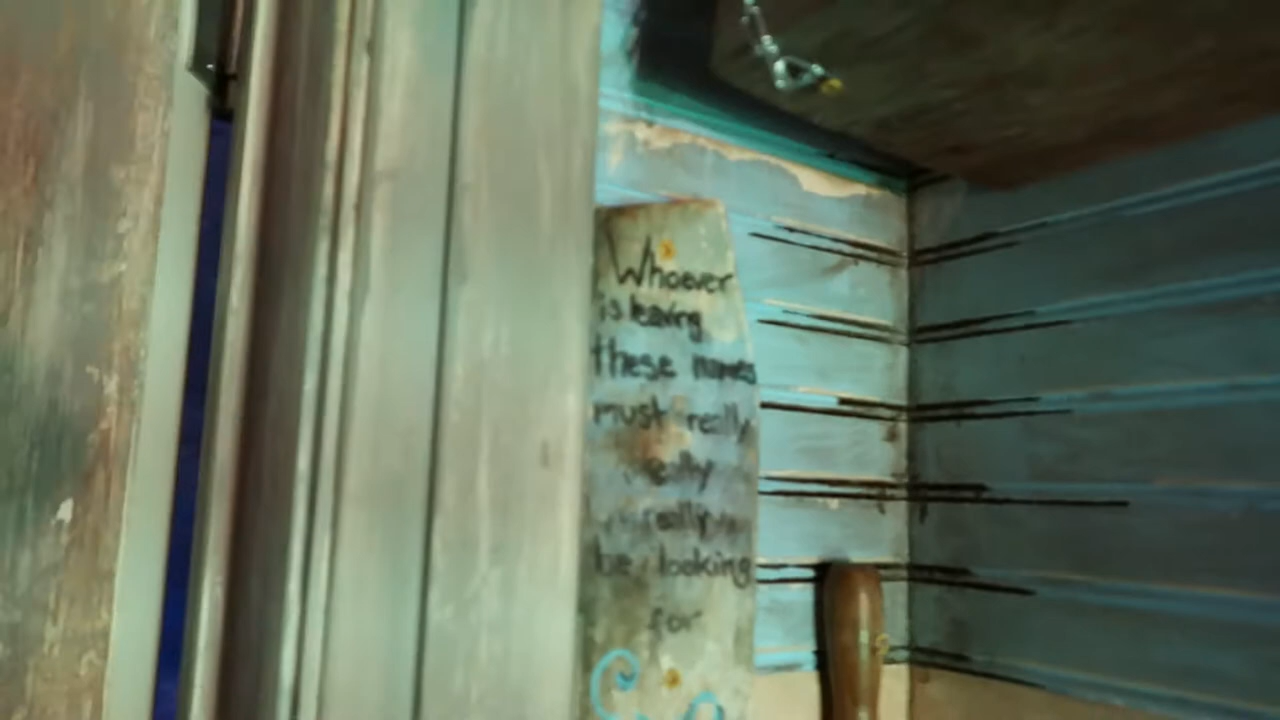 Whoever
is leaving
these names
must really
really
really
be looking
for